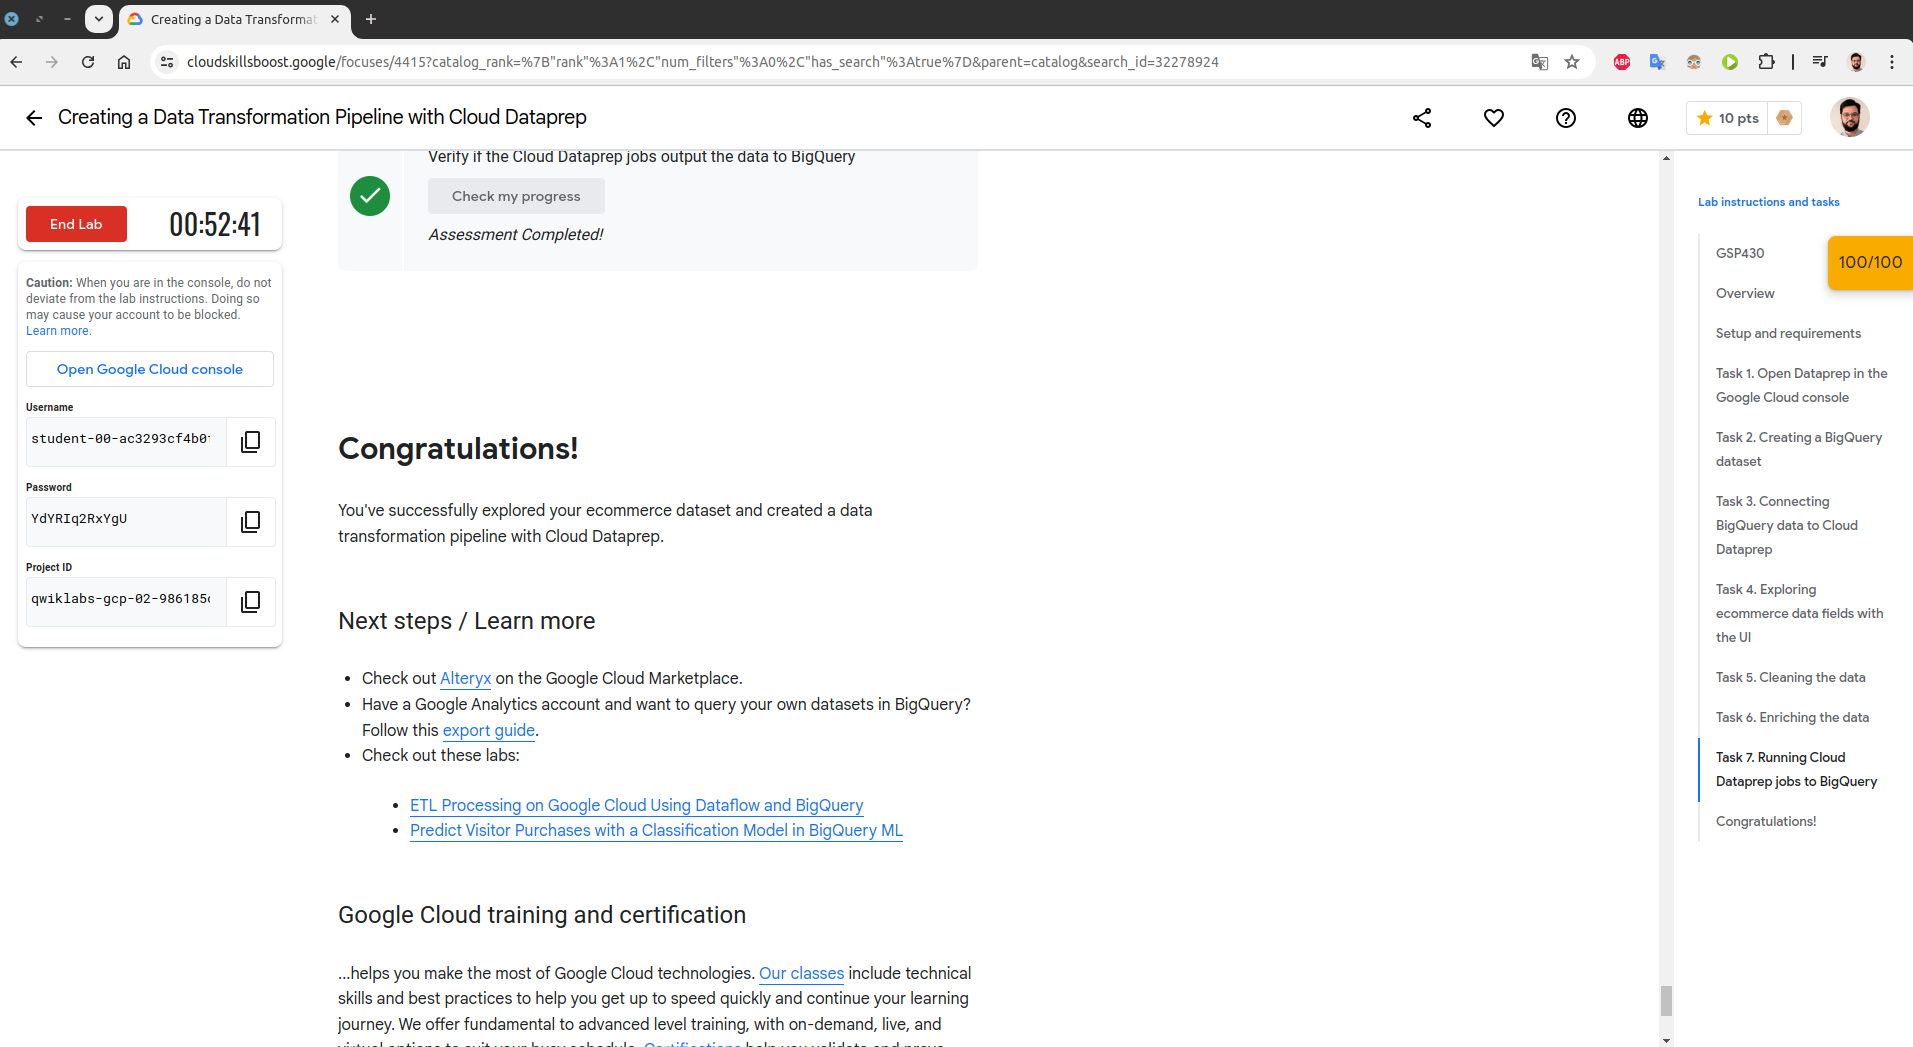 Creating a Data Transformat
cloudskillsboost.google/focuses/4415?catalog_rank=%7B"rank"%3A1%2C"num_filters"%3A0%2C"has_search"%3Atrue%7D&parent=catalog&search_id=32278924
ABP
Creating a Data Transformation Pipeline with Cloud Dataprep
10 pts
End Lab
00:52:41
Caution: When you are in the console, do not
deviate from the lab instructions. Doing so
may cause your account to be blocked.
Learn more.
Open Google Cloud console
Username
student-00-ac3293cf4b0
Password
YdYRIq2RxYgU
Project ID
qwiklabs-gcp-02-986185
Verify if the Cloud Dataprep jobs output the data to BigQuery
Check my progress
Assessment Completed!
Congratulations!
You've successfully explored your ecommerce dataset and created a data
transformation pipeline with Cloud Dataprep.
Next steps / Learn more
• Check out Alteryx on the Google Cloud Marketplace.
• Have a Google Analytics account and want to query your own datasets in BigQuery?
Follow this export guide.
• Check out these labs:
• ETL Processing on Google Cloud Using Dataflow and BigQuery
• Predict Visitor Purchases with a Classification Model in BigQuery ML
Google Cloud training and certification
...helps you make the most of Google Cloud technologies. Our classes include technical
skills and best practices to help you get up to speed quickly and continue your learning
journey. We offer fundamental to advanced level training, with on-demand, live, and
virtual options to suit your busy schedule. Certifications help you validate and prove
Lab instructions and tasks
GSP430
100/100
Overview
Setup and requirements
Task 1. Open Dataprep in the
Google Cloud console
Task 2. Creating a BigQuery
dataset
Task 3. Connecting
BigQuery data to Cloud
Dataprep
Task 4. Exploring
ecommerce data fields with
the UI
Task 5. Cleaning the data
Task 6. Enriching the data
Task 7. Running Cloud
Dataprep jobs to BigQuery
Congratulations!